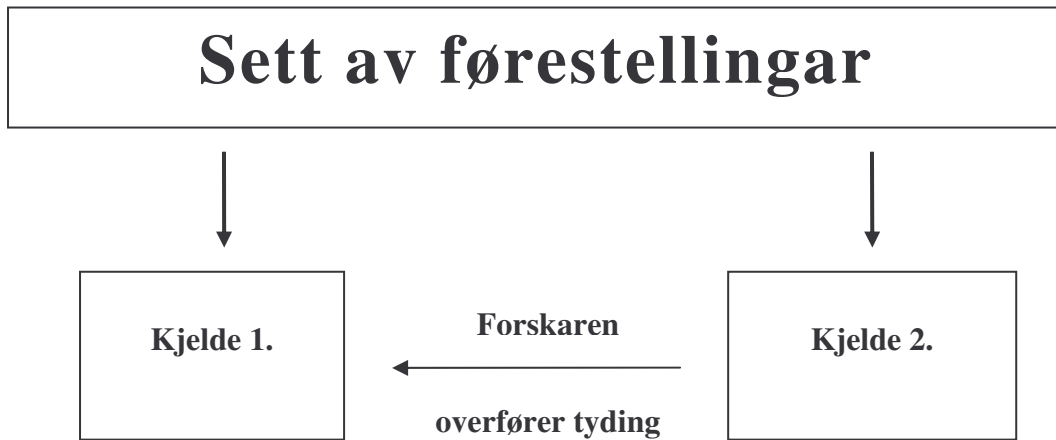 Sett av førestellingar
Kjelde 1.
Forskaren
overfører tyding
Kjelde 2.